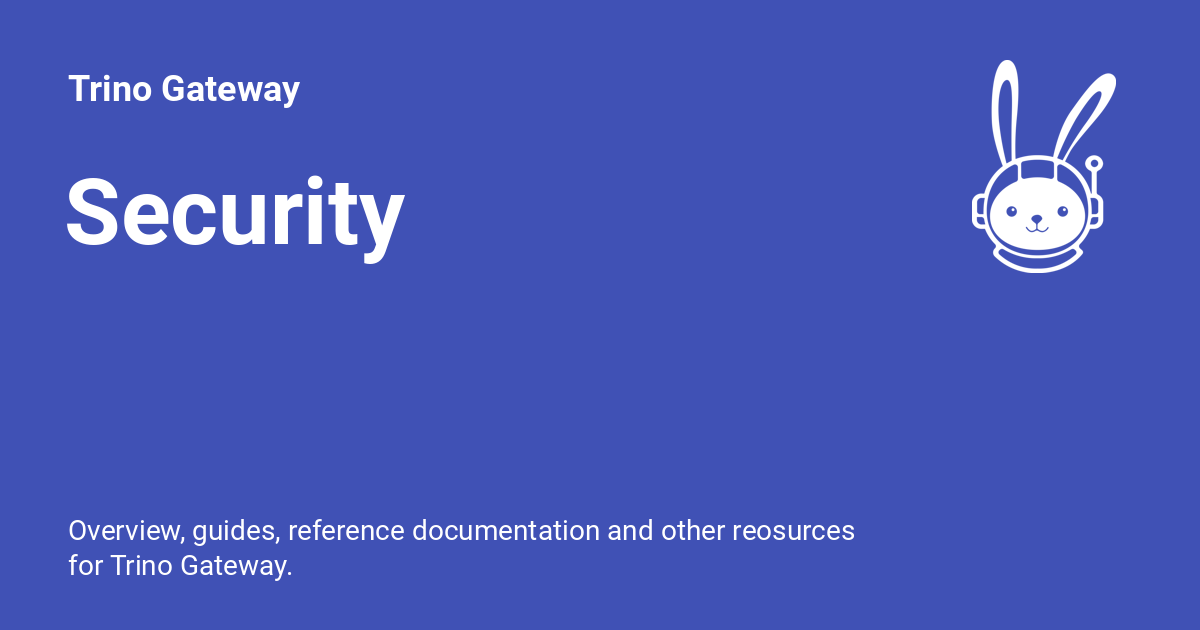 Trino Gateway
Security
Overview, guides, reference documentation and other reosurces
for Trino Gateway.